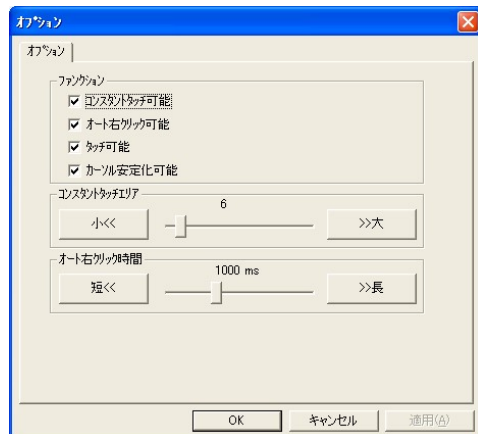 オプション
オプション
ファンクション
コンスタントタッチ可能
オート右クリック可能
タッチ可能
カーソル安定化可能
コンスタントタッチエリア
6
小<< >>大
オート右クリック時間
1000 ms
短<< >>長
OK キャンセル 適用(A)